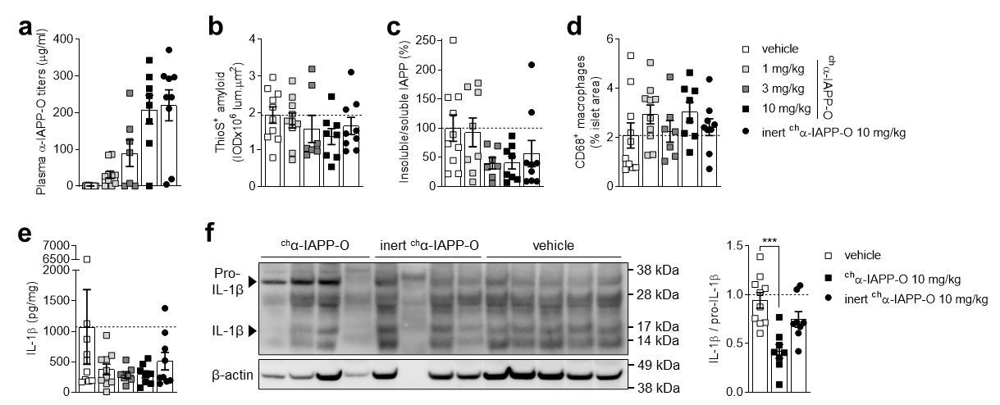 a
Plasma α-IAPP-O titers (μg/ml)
400
300
200
100
0
b
ThioS⁺ amyloid
(IODx10⁶ lum.μm²)
4
3
2
1
0
c
Insoluble/soluble IAPP (%)
250
200
150
100
50
0
d
CD68⁺ macrophages
(% islet area)
6
4
2
0
vehicle
1 mg/kg
3 mg/kg
10 mg/kg
chα-IAPP-O
inert chα-IAPP-O 10 mg/kg
e
IL-1β (pg/mg)
7000
6500
2000
1500
1000
500
0
f
chα-IAPP-O
inert chα-IAPP-O
vehicle
Pro-
IL-1β
IL-1β
β-actin
38 kDa
28 kDa
17 kDa
14 kDa
49 kDa
38 kDa
IL-1β / pro-IL-1β
1.5
1.0
0.5
0.0
***
vehicle
chα-IAPP-O 10 mg/kg
inert chα-IAPP-O 10 mg/kg